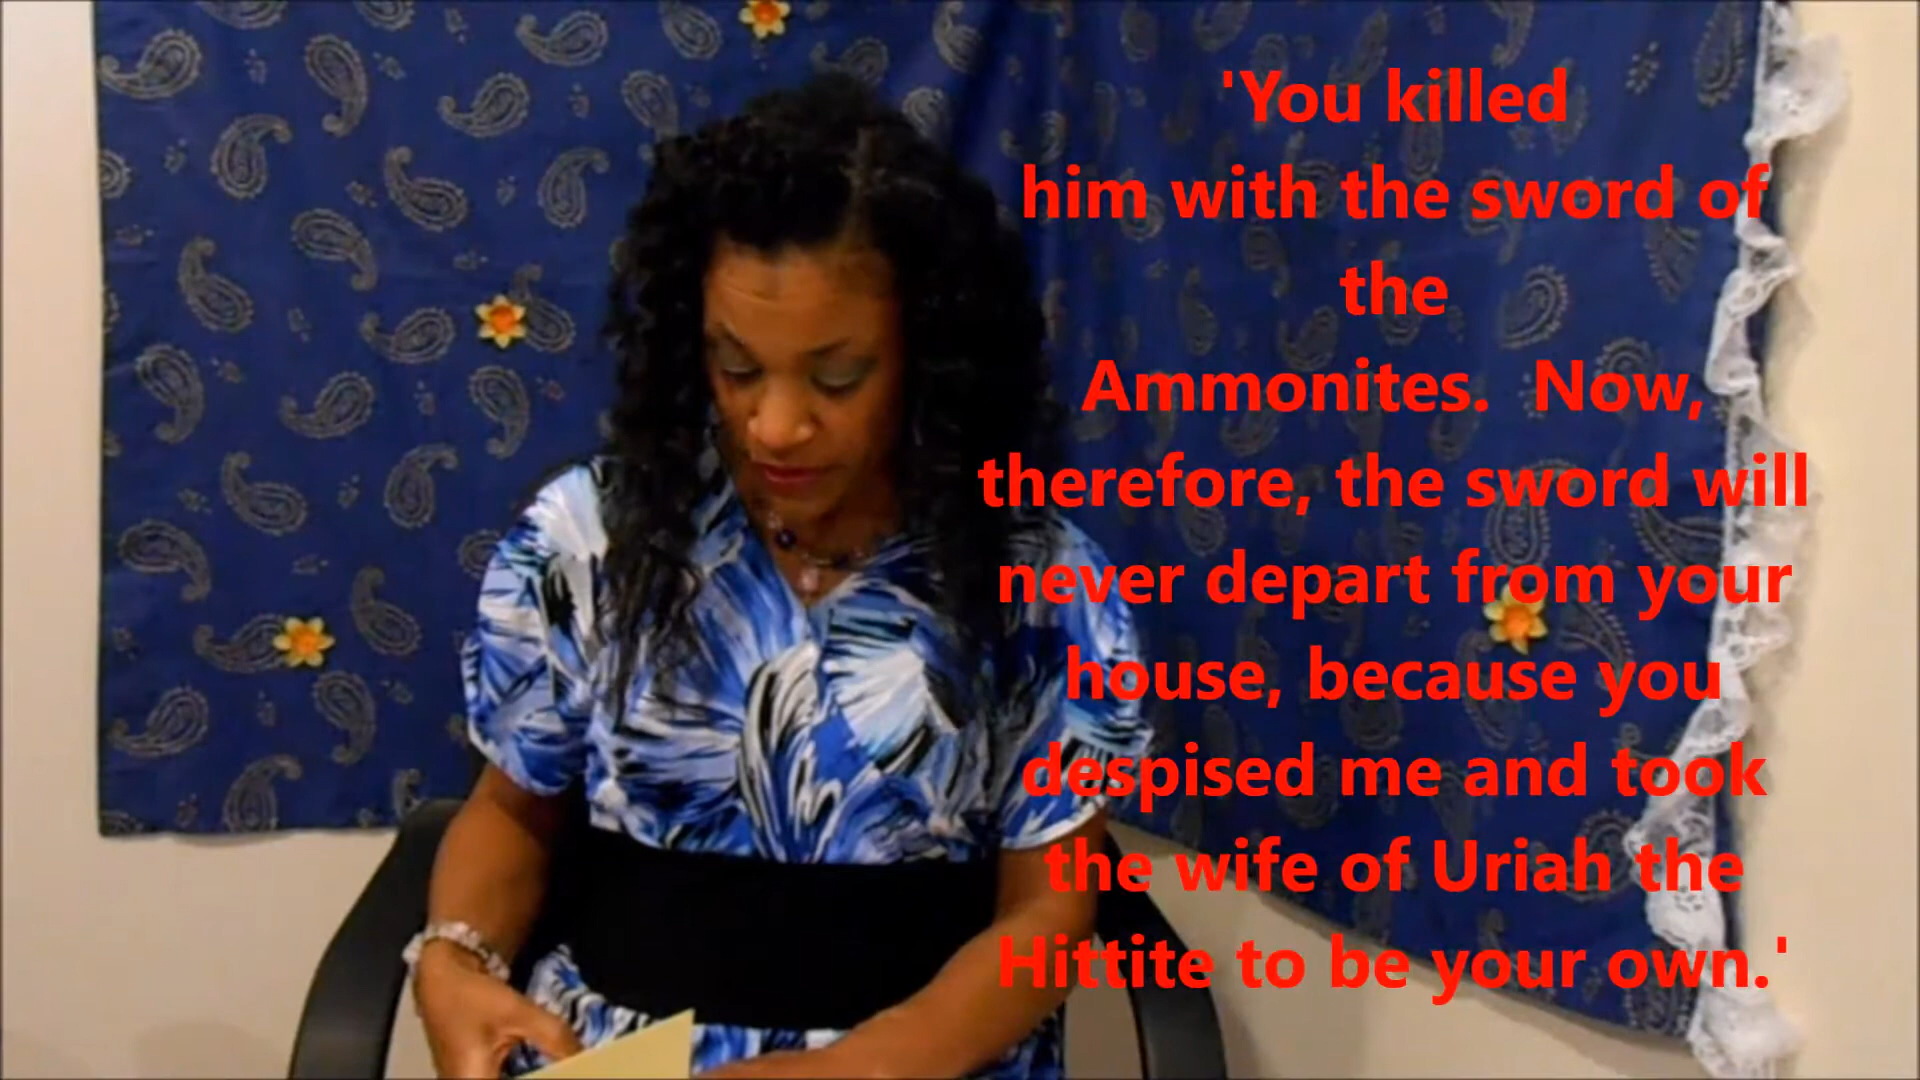 'You killed
him with the sword of
the
Ammonites.  Now,
therefore, the sword will
never depart from your
house, because you
despised me and took
the wife of Uriah the
Hittite to be your own.'